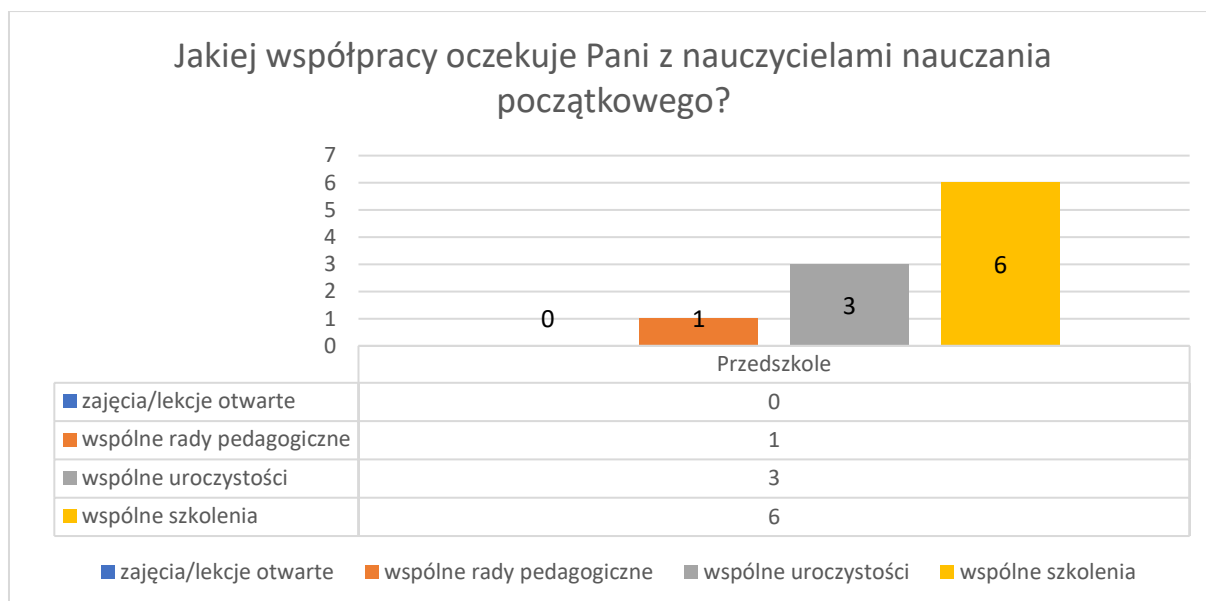 Jakiej współpracy oczekuje Pani z nauczycielami nauczania
początkowego?
7
6
5
4
3
2
1
0
0
1
3
6
Przedszkole
zajęcia/lekcje otwarte 0
wspólne rady pedagogiczne 1
wspólne uroczystości 3
wspólne szkolenia 6
zajęcia/lekcje otwarte wspólne rady pedagogiczne wspólne uroczystości wspólne szkolenia